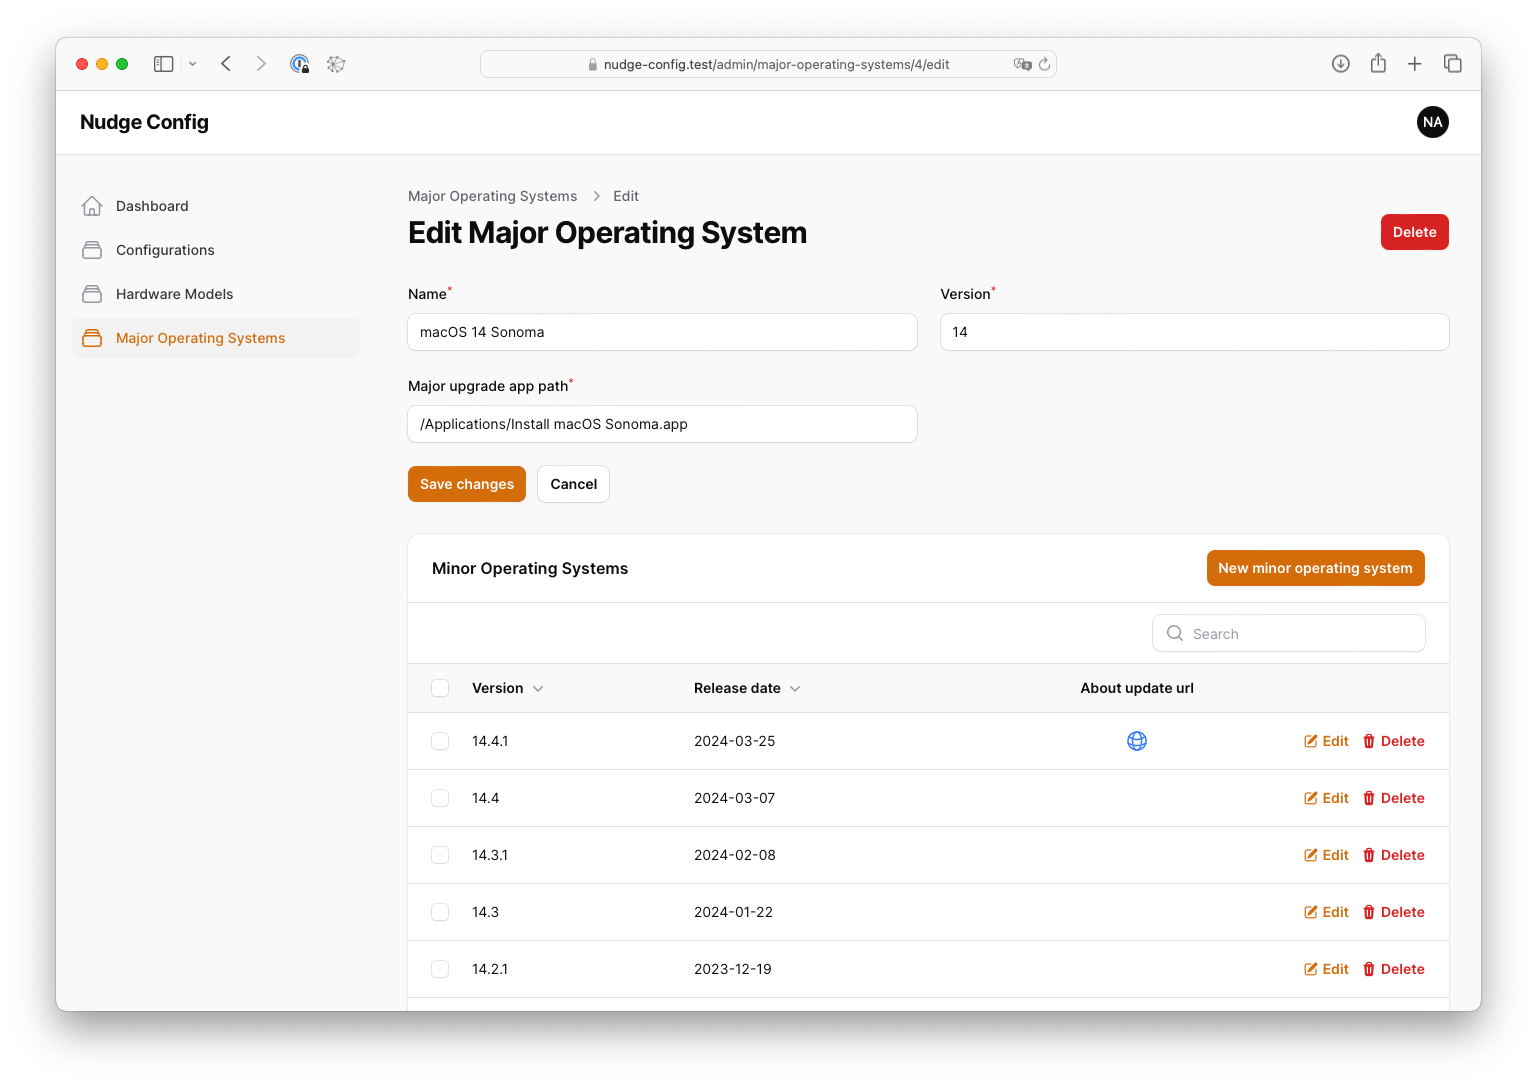 nudge-config.test/admin/major-operating-systems/4/edit
Nudge Config
NA
Dashboard
Configurations
Hardware Models
Major Operating Systems
Major Operating Systems > Edit
Edit Major Operating System
Delete
Name*
Version*
macOS 14 Sonoma
14
Major upgrade app path*
/Applications/Install macOS Sonoma.app
Save changes Cancel
Minor Operating Systems
New minor operating system
Search
Version Release date About update url
14.4.1 2024-03-25 Edit Delete
14.4 2024-03-07 Edit Delete
14.3.1 2024-02-08 Edit Delete
14.3 2024-01-22 Edit Delete
14.2.1 2023-12-19 Edit Delete